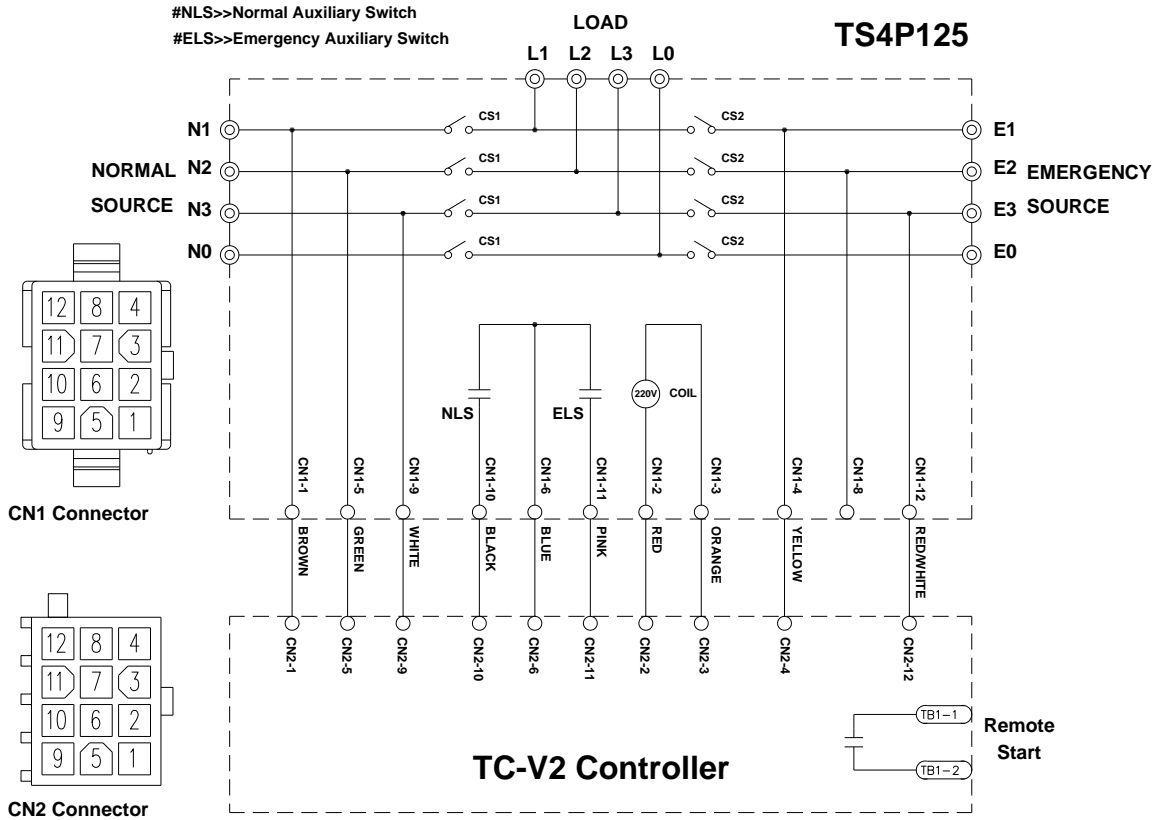 #NLS>>Normal Auxiliary Switch
#ELS>>Emergency Auxiliary Switch
LOAD
TS4P125
L1 L2 L3 L0
N1 CS1 CS2 E1
NORMAL N2 CS1 CS2 E2 EMERGENCY
SOURCE N3 CS1 CS2 E3 SOURCE
N0 CS1 CS2 E0
12 8 4
11 7 3
10 6 2
9 5 1
CN1 Connector
NLS ELS 220V COIL
CN1-1 CN1-5 CN1-9 CN1-10 CN1-6 CN1-11 CN1-2 CN1-3 CN1-4 CN1-8 CN1-12
BROWN GREEN WHITE BLACK BLUE PINK RED ORANGE YELLOW RED/WHITE
CN2-1 CN2-5 CN2-9 CN2-10 CN2-6 CN2-11 CN2-2 CN2-3 CN2-4 CN2-12
12 8 4
11 7 3
10 6 2
9 5 1
CN2 Connector
TC-V2 Controller
TB1-1
TB1-2
Remote
Start